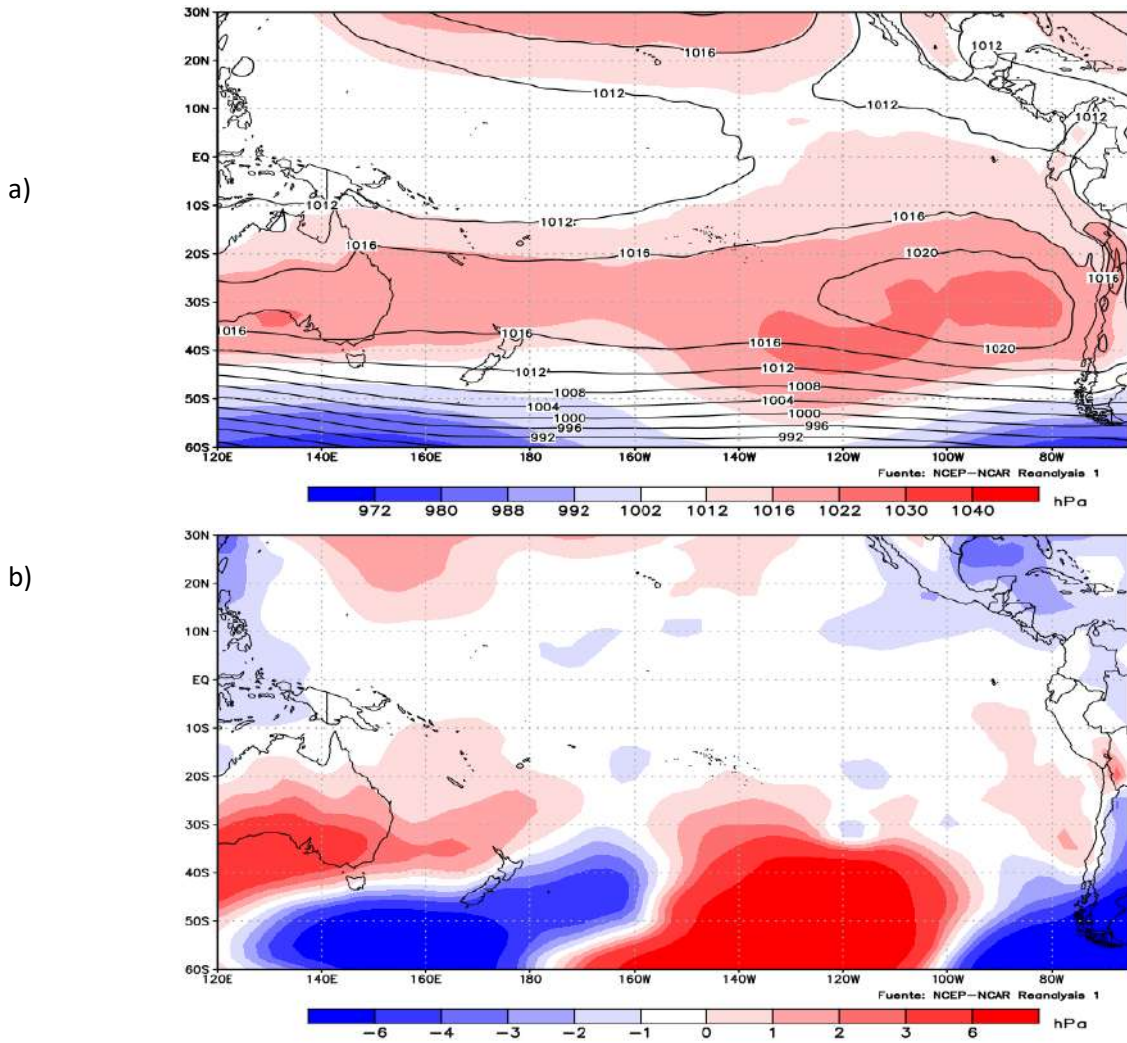 a)
30N
20N
10N
EQ
10S
20S
30S
40S
50S
60S
1016
1012
1012
1012
1012
1012
1012
1016
1016
1016
1020
1016
1016
1016
1016
1020
1012
1012
1008
1008
1004
1004
1000
1000
996
996
992
992
120E 140E 160E 180 160W 140W 120W 100W 80W
Fuente: NCEP-NCAR Reanalysis 1
972 980 988 992 1002 1012 1016 1022 1030 1040 hPa
b)
30N
20N
10N
EQ
10S
20S
30S
40S
50S
60S
120E 140E 160E 180 160W 140W 120W 100W 80W
Fuente: NCEP-NCAR Reanalysis 1
-6 -4 -3 -2 -1 0 1 2 3 6 hPa